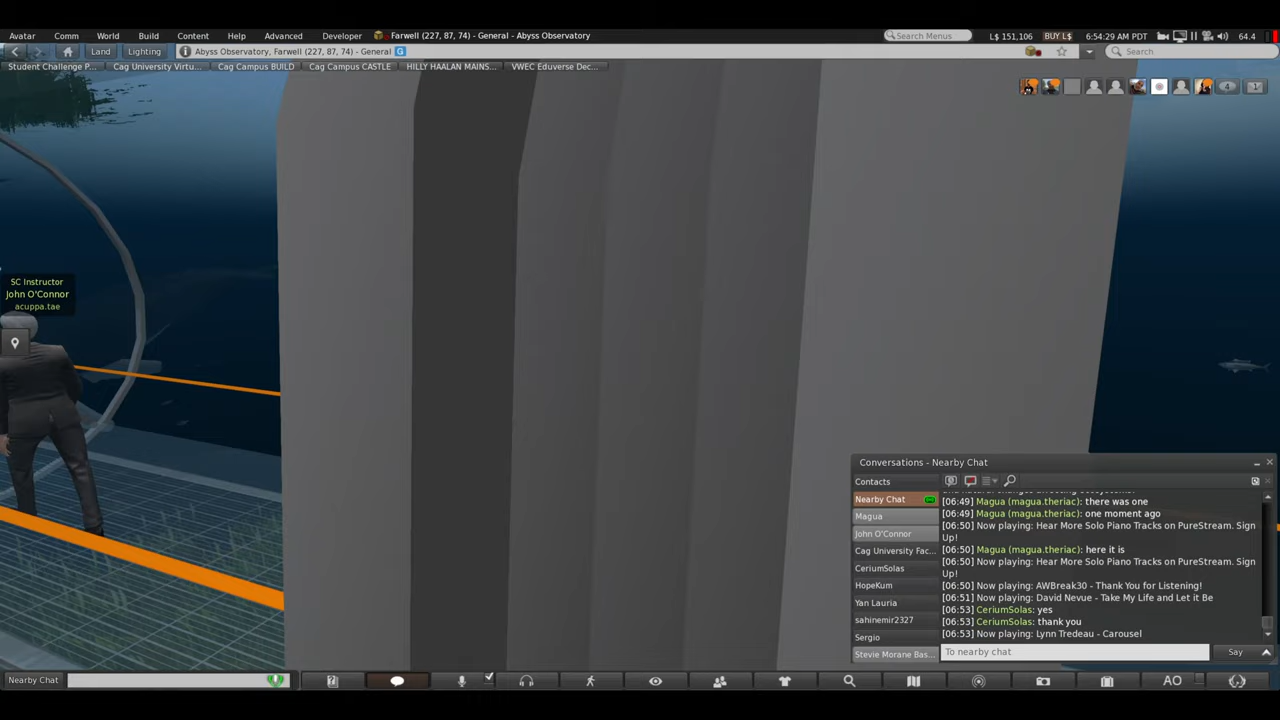 Avatar Comm World Build Content Help Advanced Developer Farwell (227, 87, 74) - General - Abyss Observatory Search Menus L$ 151,106 BUY L$ 6:54:29 AM PDT 64.4
Land Lighting Abyss Observatory, Farwell (227, 87, 74) - General G Search
Student Challenge P... Cag University Virtu... Cag Campus BUILD Cag Campus CASTLE HILLY HAALAN MAINS... VWEC Eduverse Dec...
4 1
SC Instructor
John O'Connor
acuppa.tae
Conversations - Nearby Chat
Contacts
Nearby Chat
Magua
John O'Connor
Cag University Fac...
CeriumSolas
HopeKum
Yan Lauria
sahinemir2327
Sergio
Stevie Morane Bas...
[06:49] Magua (magua.theriac): there was one
[06:49] Magua (magua.theriac): one moment ago
[06:50] Now playing: Hear More Solo Piano Tracks on PureStream. Sign
Up!
[06:50] Magua (magua.theriac): here it is
[06:50] Now playing: Hear More Solo Piano Tracks on PureStream. Sign
Up!
[06:50] Now playing: AWBreak30 - Thank You for Listening!
[06:51] Now playing: David Nevue - Take My Life and Let it Be
[06:53] CeriumSolas: yes
[06:53] CeriumSolas: thank you
[06:53] Now playing: Lynn Tredeau - Carousel
To nearby chat Say
Nearby Chat AO